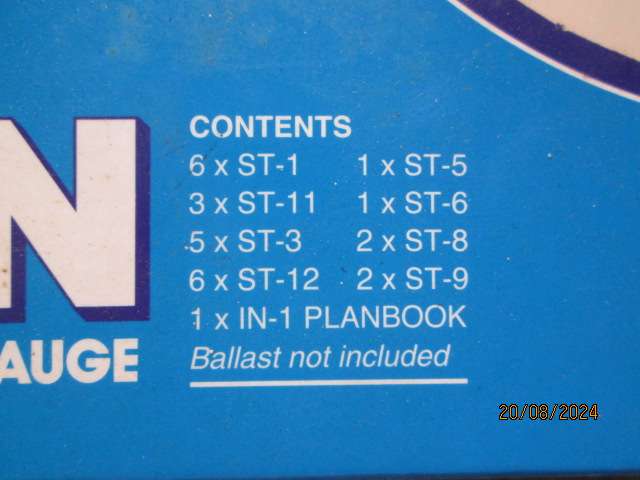 CONTENTS
6 x ST-1 1 x ST-5
3 x ST-11 1 x ST-6
5 x ST-3 2 x ST-8
6 x ST-12 2 x ST-9
1 x IN-1 PLANBOOK
Ballast not included
N
AUGE
20/08/2024